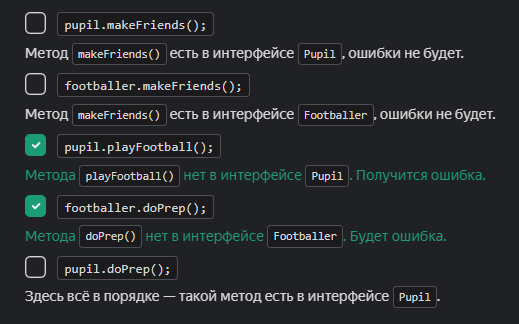 pupil.makeFriends();
Метод makeFriends() есть в интерфейсе Pupil, ошибки не будет.
footballer.makeFriends();
Метод makeFriends() есть в интерфейсе Footballer, ошибки не будет.
pupil.playFootball();
Метода playFootball() нет в интерфейсе Pupil. Получится ошибка.
footballer.doPrep();
Метода doPrep() нет в интерфейсе Footballer. Будет ошибка.
pupil.doPrep();
Здесь всё в порядке — такой метод есть в интерфейсе Pupil.